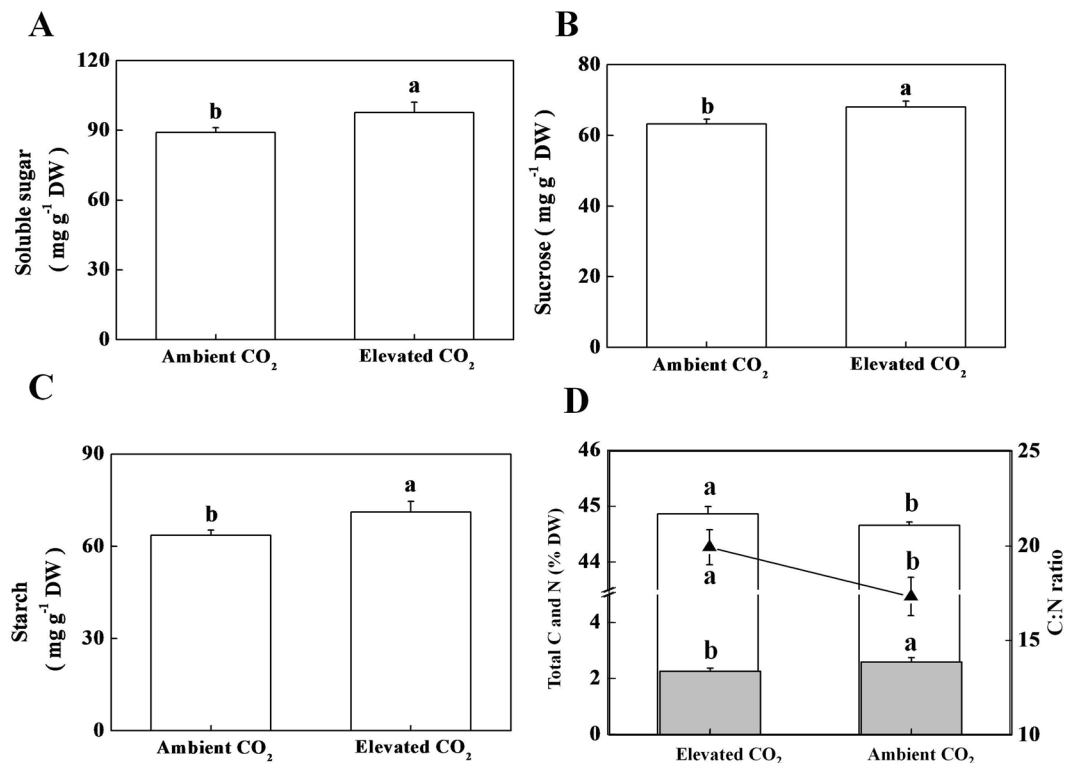 A
Soluble sugar
( mg g⁻¹ DW )
120
90
60
30
0
b
a
Ambient CO₂
Elevated CO₂
B
Sucrose ( mg g⁻¹ DW )
80
60
40
20
0
b
a
Ambient CO₂
Elevated CO₂
C
Starch
( mg g⁻¹ DW )
90
60
30
0
b
a
Ambient CO₂
Elevated CO₂
D
Total C and N (% DW)
46
45
44
4
2
0
a
b
a
b
b
a
25
20
15
10
C:N ratio
Elevated CO₂
Ambient CO₂